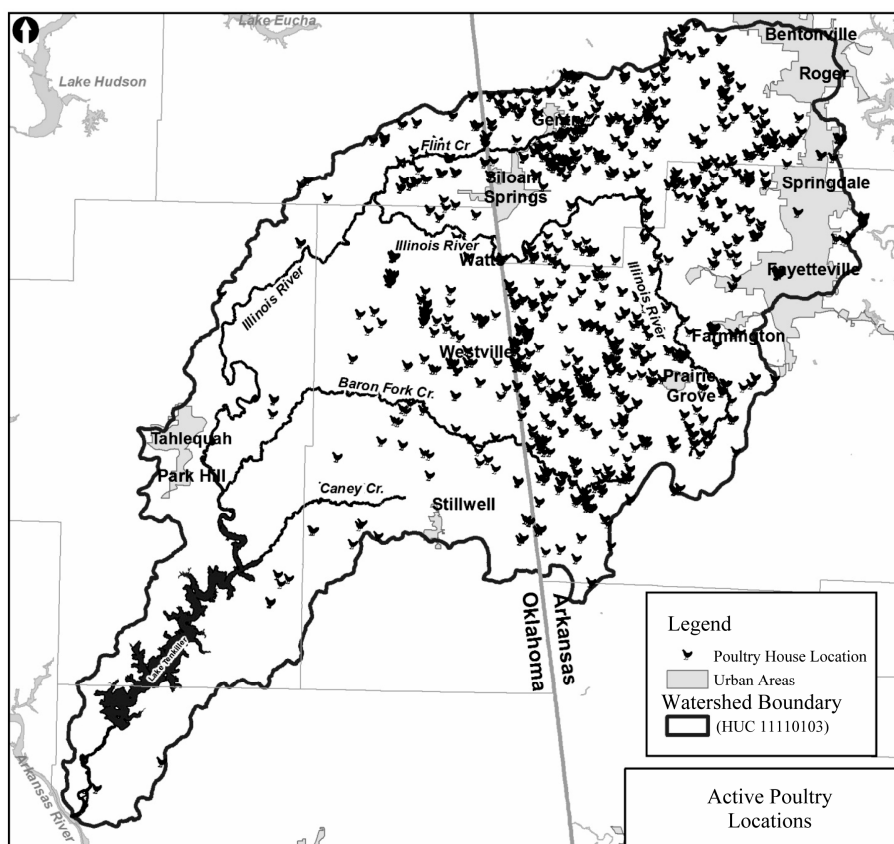 Lake Eucha
Bentonville
Roger
Lake Hudson
Gentry
Flint Cr
Siloam
Springs
Springdale
Illinois River
Watts
Illinois River
Illinois River
Fayetteville
Farmington
Westville
Prairie
Grove
Baron Fork Cr.
Tahlequah
Park Hill
Caney Cr.
Stillwell
Oklahoma
Arkansas
Lake Tenkiller
Arkansas River
Legend
Poultry House Location
Urban Areas
Watershed Boundary
(HUC 11110103)
Active Poultry
Locations